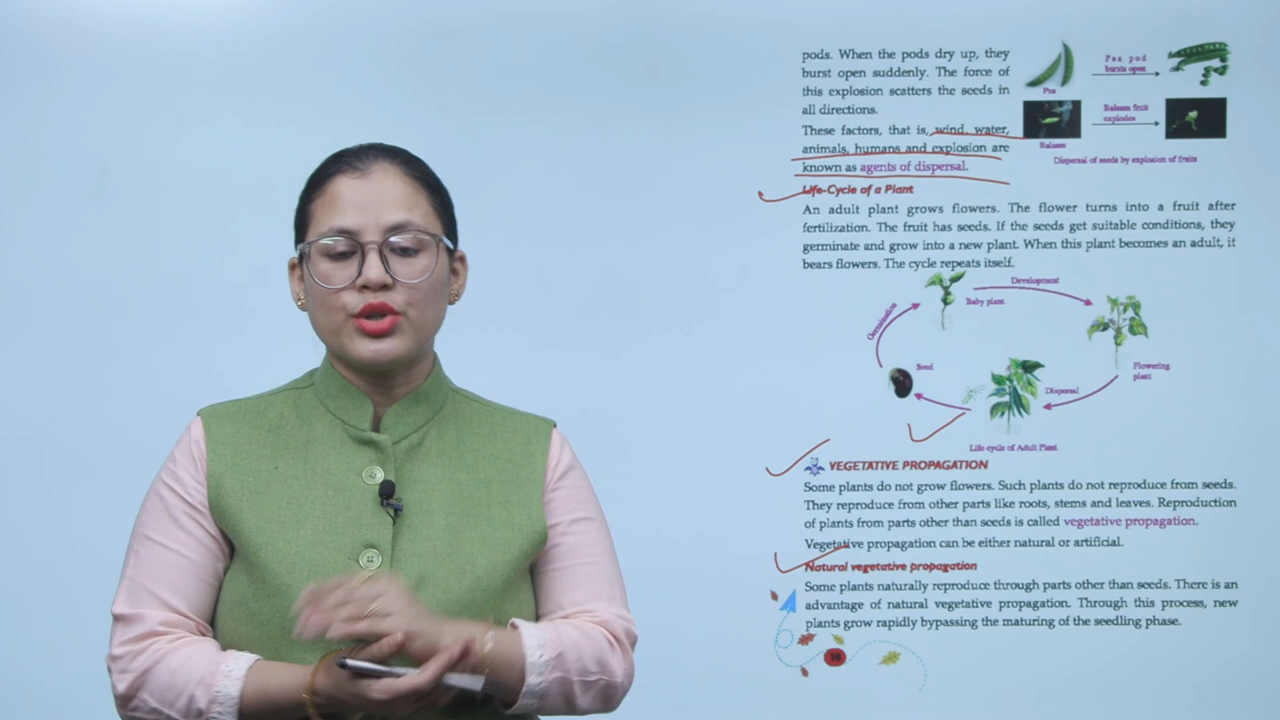 pods. When the pods dry up, they
burst open suddenly. The force of
this explosion scatters the seeds in
all directions.
These factors, that is, wind, water,
animals, humans and explosion are
known as agents of dispersal.
Pea
Pea pod
bursts open
Balsam
Balsam fruit
explodes
Dispersal of seeds by explosion of fruits
Life-Cycle of a Plant
An adult plant grows flowers. The flower turns into a fruit after
fertilization. The fruit has seeds. If the seeds get suitable conditions, they
germinate and grow into a new plant. When this plant becomes an adult, it
bears flowers. The cycle repeats itself.
Germination
Baby plant
Development
Flowering
plant
Dispersal
Seed
Life cycle of Adult Plant
VEGETATIVE PROPAGATION
Some plants do not grow flowers. Such plants do not reproduce from seeds.
They reproduce from other parts like roots, stems and leaves. Reproduction
of plants from parts other than seeds is called vegetative propagation.
Vegetative propagation can be either natural or artificial.
Natural vegetative propagation
Some plants naturally reproduce through parts other than seeds. There is an
advantage of natural vegetative propagation. Through this process, new
plants grow rapidly bypassing the maturing of the seedling phase.